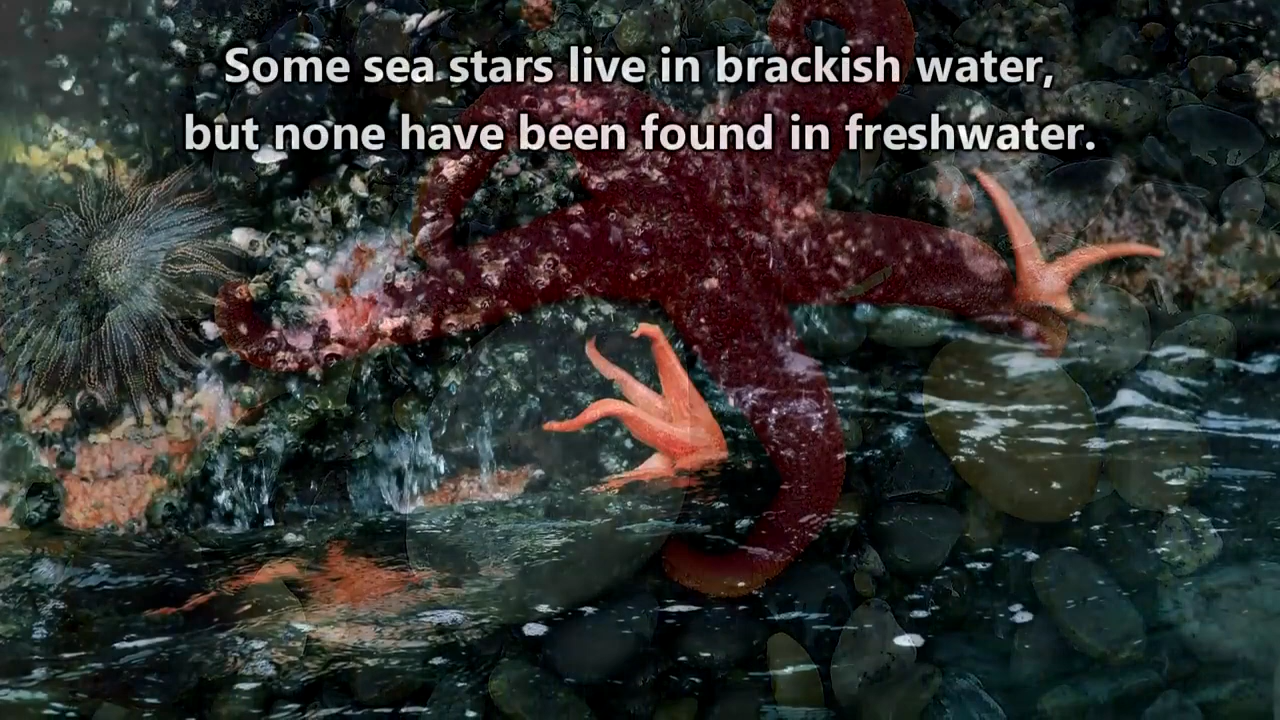 Some sea stars live in brackish water,
but none have been found in freshwater.